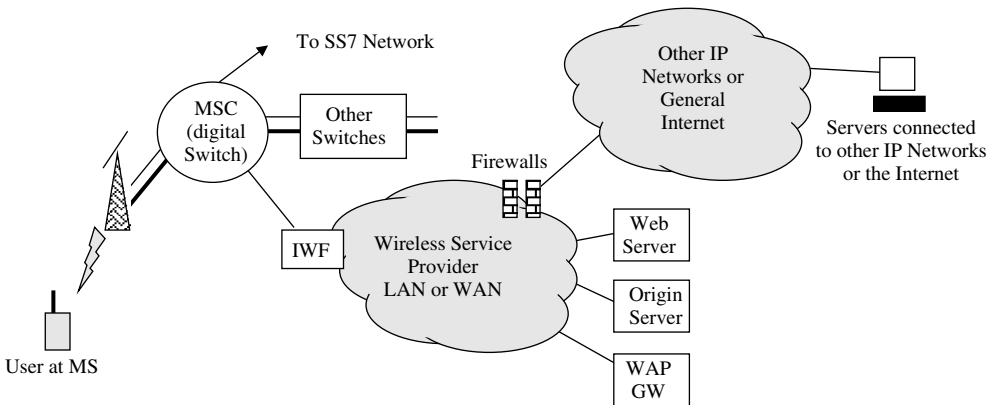 To SS7 Network
MSC
(digital
Switch)
Other
Switches
Other IP
Networks or
General
Internet
Servers connected
to other IP Networks
or the Internet
Firewalls
IWF
Wireless Service
Provider
LAN or WAN
Web
Server
Origin
Server
WAP
GW
User at MS